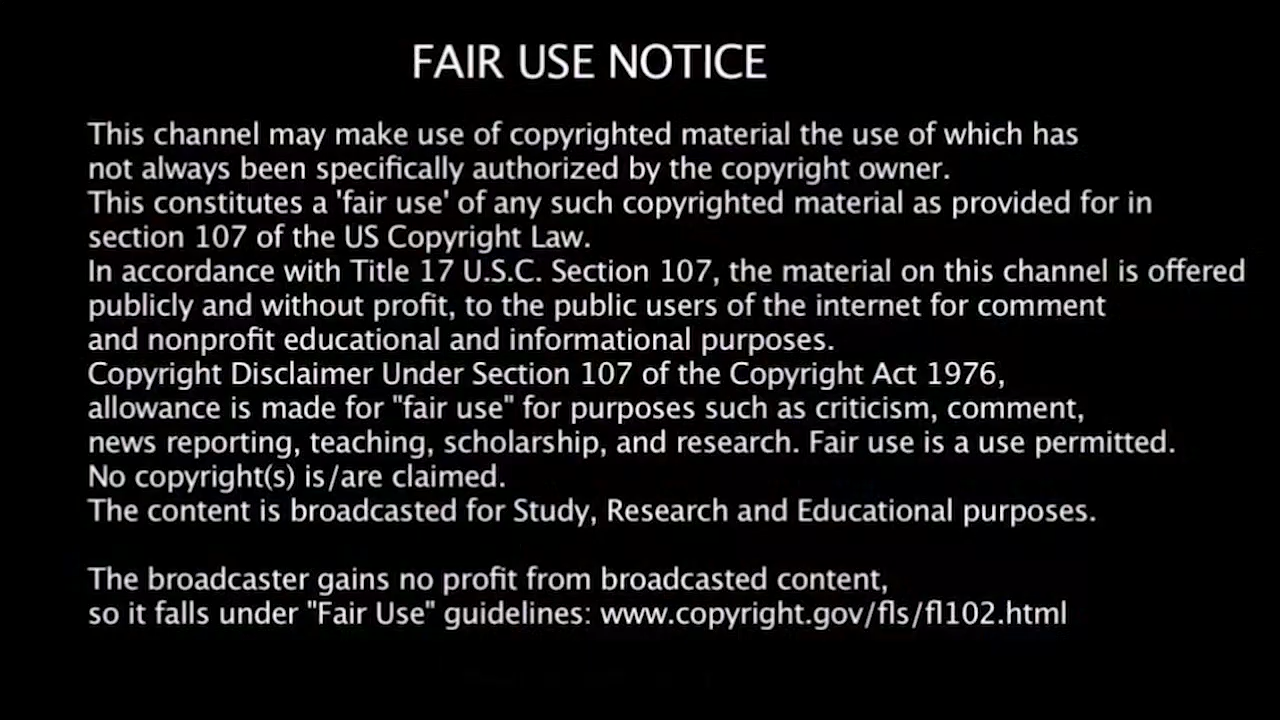 FAIR USE NOTICE
This channel may make use of copyrighted material the use of which has
not always been specifically authorized by the copyright owner.
This constitutes a 'fair use' of any such copyrighted material as provided for in
section 107 of the US Copyright Law.
In accordance with Title 17 U.S.C. Section 107, the material on this channel is offered
publicly and without profit, to the public users of the internet for comment
and nonprofit educational and informational purposes.
Copyright Disclaimer Under Section 107 of the Copyright Act 1976,
allowance is made for "fair use" for purposes such as criticism, comment,
news reporting, teaching, scholarship, and research. Fair use is a use permitted.
No copyright(s) is/are claimed.
The content is broadcasted for Study, Research and Educational purposes.
The broadcaster gains no profit from broadcasted content,
so it falls under "Fair Use" guidelines: www.copyright.gov/fls/fl102.html